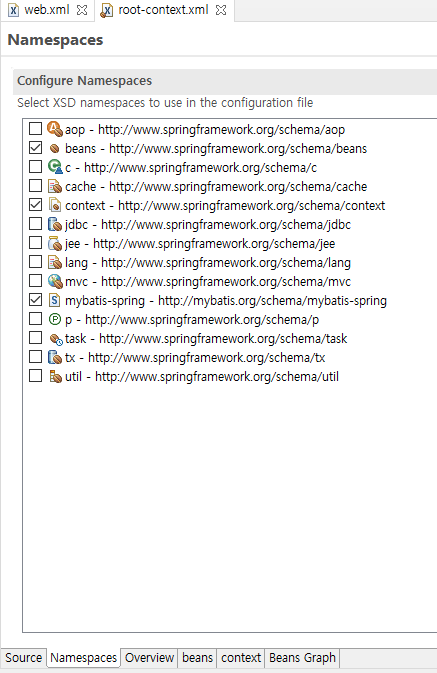 web.xml root-context.xml
Namespaces
Configure Namespaces
Select XSD namespaces to use in the configuration file
aop - http://www.springframework.org/schema/aop
beans - http://www.springframework.org/schema/beans
c - http://www.springframework.org/schema/c
cache - http://www.springframework.org/schema/cache
context - http://www.springframework.org/schema/context
jdbc - http://www.springframework.org/schema/jdbc
jee - http://www.springframework.org/schema/jee
lang - http://www.springframework.org/schema/lang
mvc - http://www.springframework.org/schema/mvc
mybatis-spring - http://mybatis.org/schema/mybatis-spring
p - http://www.springframework.org/schema/p
task - http://www.springframework.org/schema/task
tx - http://www.springframework.org/schema/tx
util - http://www.springframework.org/schema/util
Source Namespaces Overview beans context Beans Graph